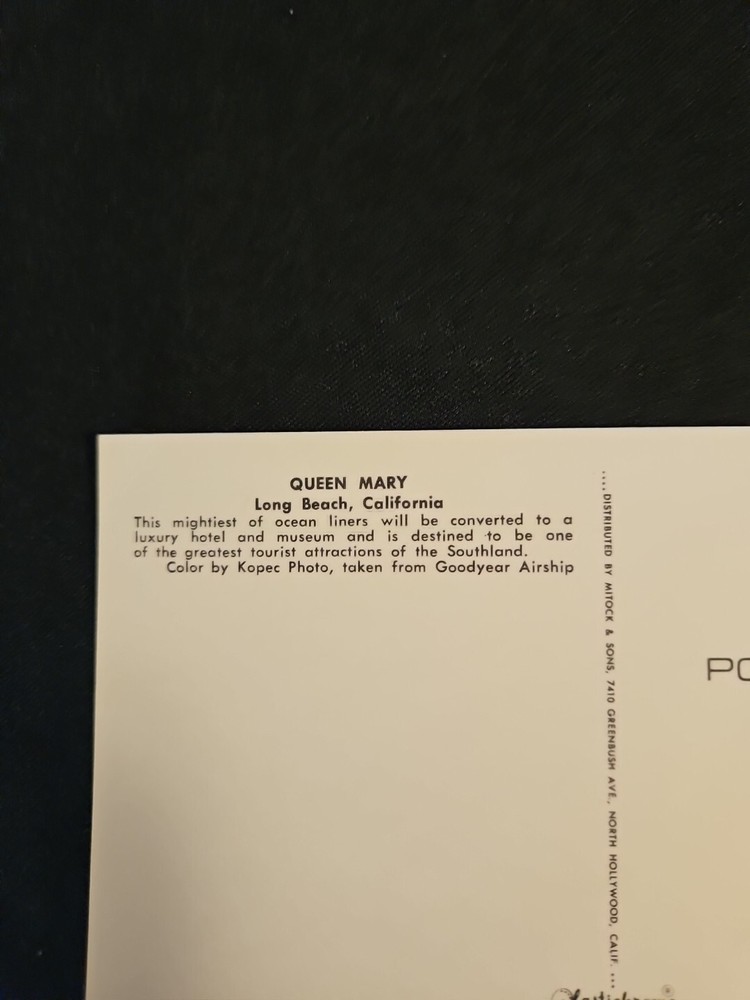 QUEEN MARY
Long Beach, California
This mightiest of ocean liners will be converted to a
luxury hotel and museum and is destined to be one
of the greatest tourist attractions of the Southland.
Color by Kopec Photo, taken from Goodyear Airship
....DISTRIBUTED BY MITOCK & SONS, 7410 GREENBUSH AVE., NORTH HOLLYWOOD, CALIF. ...
PO